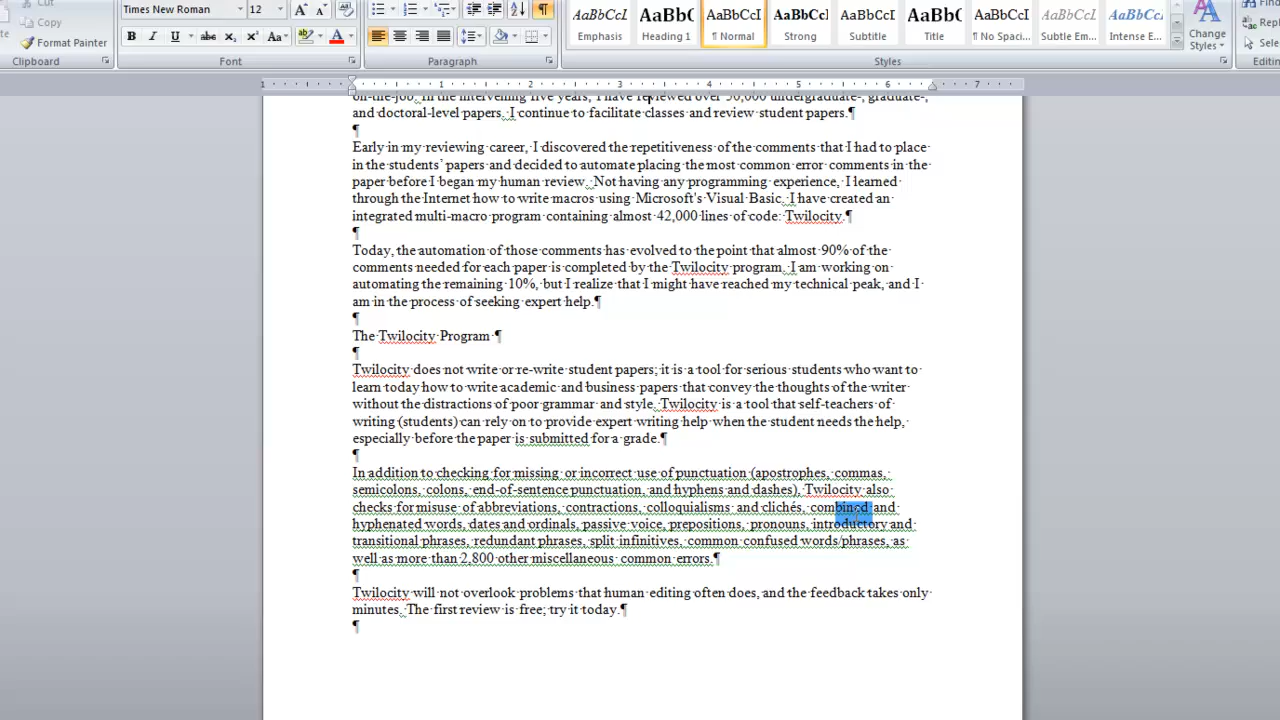 Cut
Copy
Format Painter
Clipboard
Times New Roman 12
B I U abc x₂ x² Aa A
Font
Paragraph
AaBbCcI AaBbC AaBbCcI AaBbCcI AaBbCcI AaBbC AaBbCcI AaBbCcI AaBbCcI
Emphasis Heading 1 ¶ Normal Strong Subtitle Title ¶ No Spaci... Subtle Em... Intense E...
Change
Styles
Styles
Editin
1 1 2 3 4 5 6 7
on-the-job. In the intervening five years, I have reviewed over 50,000 undergraduate-, graduate-,
and doctoral-level papers. I continue to facilitate classes and review student papers.¶
¶
Early in my reviewing career, I discovered the repetitiveness of the comments that I had to place
in the students' papers and decided to automate placing the most common error comments in the
paper before I began my human review. Not having any programming experience, I learned
through the Internet how to write macros using Microsoft's Visual Basic. I have created an
integrated multi-macro program containing almost 42,000 lines of code: Twilocity.¶
¶
Today, the automation of those comments has evolved to the point that almost 90% of the
comments needed for each paper is completed by the Twilocity program. I am working on
automating the remaining 10%, but I realize that I might have reached my technical peak, and I
am in the process of seeking expert help.¶
¶
The Twilocity Program ¶
¶
Twilocity does not write or re-write student papers; it is a tool for serious students who want to
learn today how to write academic and business papers that convey the thoughts of the writer
without the distractions of poor grammar and style. Twilocity is a tool that self-teachers of
writing (students) can rely on to provide expert writing help when the student needs the help,
especially before the paper is submitted for a grade.¶
¶
In addition to checking for missing or incorrect use of punctuation (apostrophes, commas,
semicolons, colons, end-of-sentence punctuation, and hyphens and dashes), Twilocity also
checks for misuse of abbreviations, contractions, colloquialisms and clichés, combined and
hyphenated words, dates and ordinals, passive voice, prepositions, pronouns, introductory and
transitional phrases, redundant phrases, split infinitives, common confused words/phrases, as
well as more than 2,800 other miscellaneous common errors.¶
¶
Twilocity will not overlook problems that human editing often does, and the feedback takes only
minutes. The first review is free; try it today.¶
¶